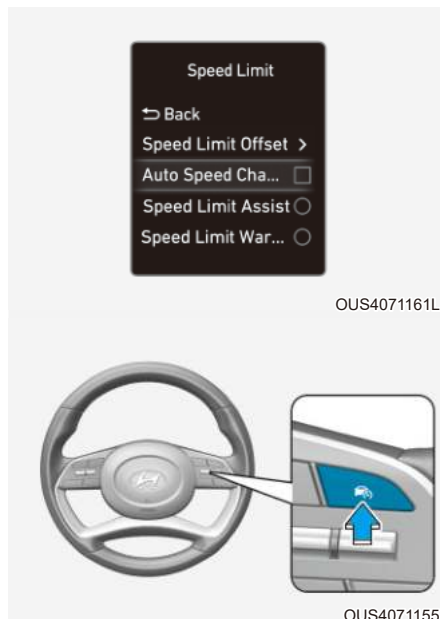 Speed Limit
Back
Speed Limit Offset >
Auto Speed Cha...
Speed Limit Assist
Speed Limit War...
OUS4071161L
OUS4071155